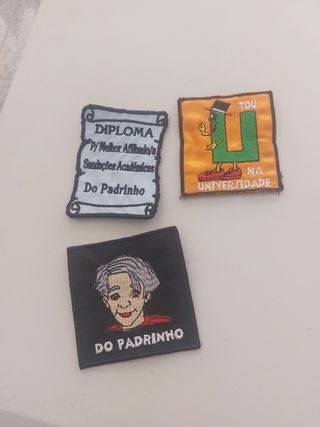 DIPLOMA
P/ Melhor Afilhado/a
Saudações Académicas
Do Padrinho
TOU
U
NA
UNIVERSIDADE
DO PADRINHO